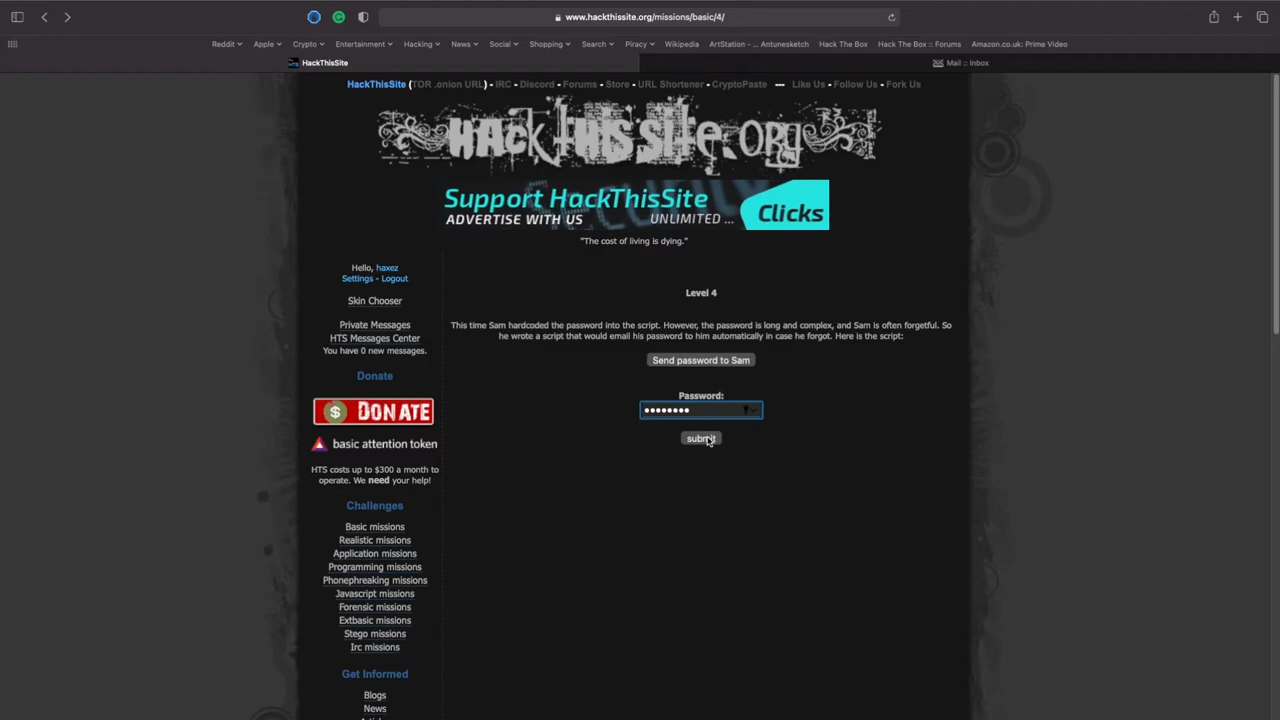 www.hackthissite.org/missions/basic/4/
Reddit Apple Crypto Entertainment Hacking News Social Shopping Search Piracy Wikipedia ArtStation - ... Antunesketch Hack The Box Hack The Box :: Forums Amazon.co.uk: Prime Video
HackThisSite Mail :: Inbox
HackThisSite (TOR .onion URL) - IRC - Discord - Forums - Store - URL Shortener - CryptoPaste --- Like Us - Follow Us - Fork Us
HAck THIS SitE.ORG
Support HackThisSite
ADVERTISE WITH US UNLIMITED ... Clicks
"The cost of living is dying."
Hello, haxez
Settings - Logout
Skin Chooser
Private Messages
HTS Messages Center
You have 0 new messages.
Donate
DONATE
basic attention token
HTS costs up to $300 a month to
operate. We need your help!
Challenges
Basic missions
Realistic missions
Application missions
Programming missions
Phonephreaking missions
Javascript missions
Forensic missions
Extbasic missions
Stego missions
Irc missions
Get Informed
Blogs
News
Level 4
This time Sam hardcoded the password into the script. However, the password is long and complex, and Sam is often forgetful. So
he wrote a script that would email his password to him automatically in case he forgot. Here is the script:
Send password to Sam
Password:
submit